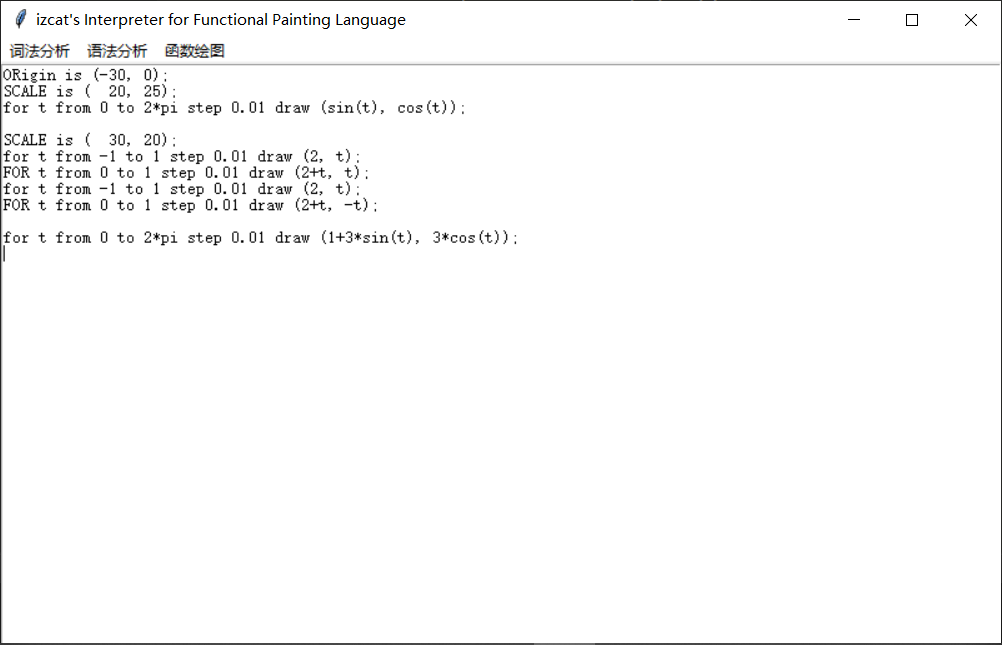 izcat's Interpreter for Functional Painting Language
词法分析 语法分析 函数绘图
ORigin is (-30, 0);
SCALE is (  20, 25);
for t from 0 to 2*pi step 0.01 draw (sin(t), cos(t));
SCALE is (  30, 20);
for t from -1 to 1 step 0.01 draw (2, t);
FOR t from 0 to 1 step 0.01 draw (2+t, t);
for t from -1 to 1 step 0.01 draw (2, t);
FOR t from 0 to 1 step 0.01 draw (2+t, -t);
for t from 0 to 2*pi step 0.01 draw (1+3*sin(t), 3*cos(t));